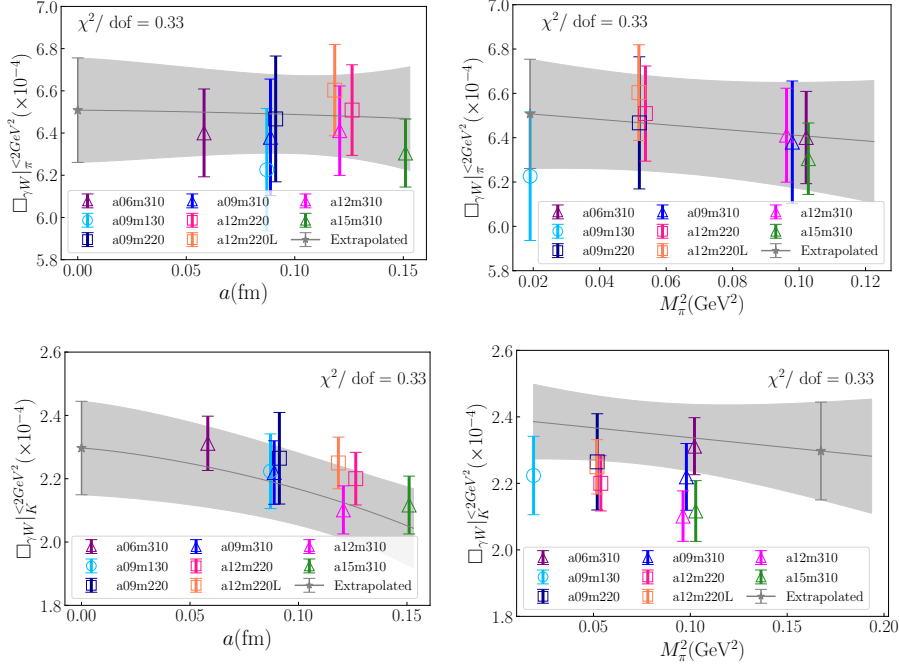 χ²/ dof = 0.33
□γW|π^<2GeV² (×10⁻⁴)
7.0
6.6
6.4
6.2
6.0
5.8
a06m310 a09m310 a12m310
a09m130 a12m220 a15m310
a09m220 a12m220L Extrapolated
0.00 0.05 0.10 0.15
a(fm)
χ²/ dof = 0.33
□γW|π^<2GeV² (×10⁻⁴)
7.0
6.8
6.6
6.4
6.2
6.0
5.8
a06m310 a09m310 a12m310
a09m130 a12m220 a15m310
a09m220 a12m220L Extrapolated
0.02 0.04 0.06 0.08 0.10 0.12
Mπ²(GeV²)
χ²/ dof = 0.33
□γW|K^<2GeV² (×10⁻⁴)
2.6
2.4
2.2
2.0
1.8
a06m310 a09m310 a12m310
a09m130 a12m220 a15m310
a09m220 a12m220L Extrapolated
0.00 0.05 0.10 0.15
a(fm)
χ²/ dof = 0.33
□γW|K^<2GeV² (×10⁻⁴)
2.6
2.4
2.2
2.0
1.8
a06m310 a09m310 a12m310
a09m130 a12m220 a15m310
a09m220 a12m220L Extrapolated
0.05 0.10 0.15 0.20
Mπ²(GeV²)